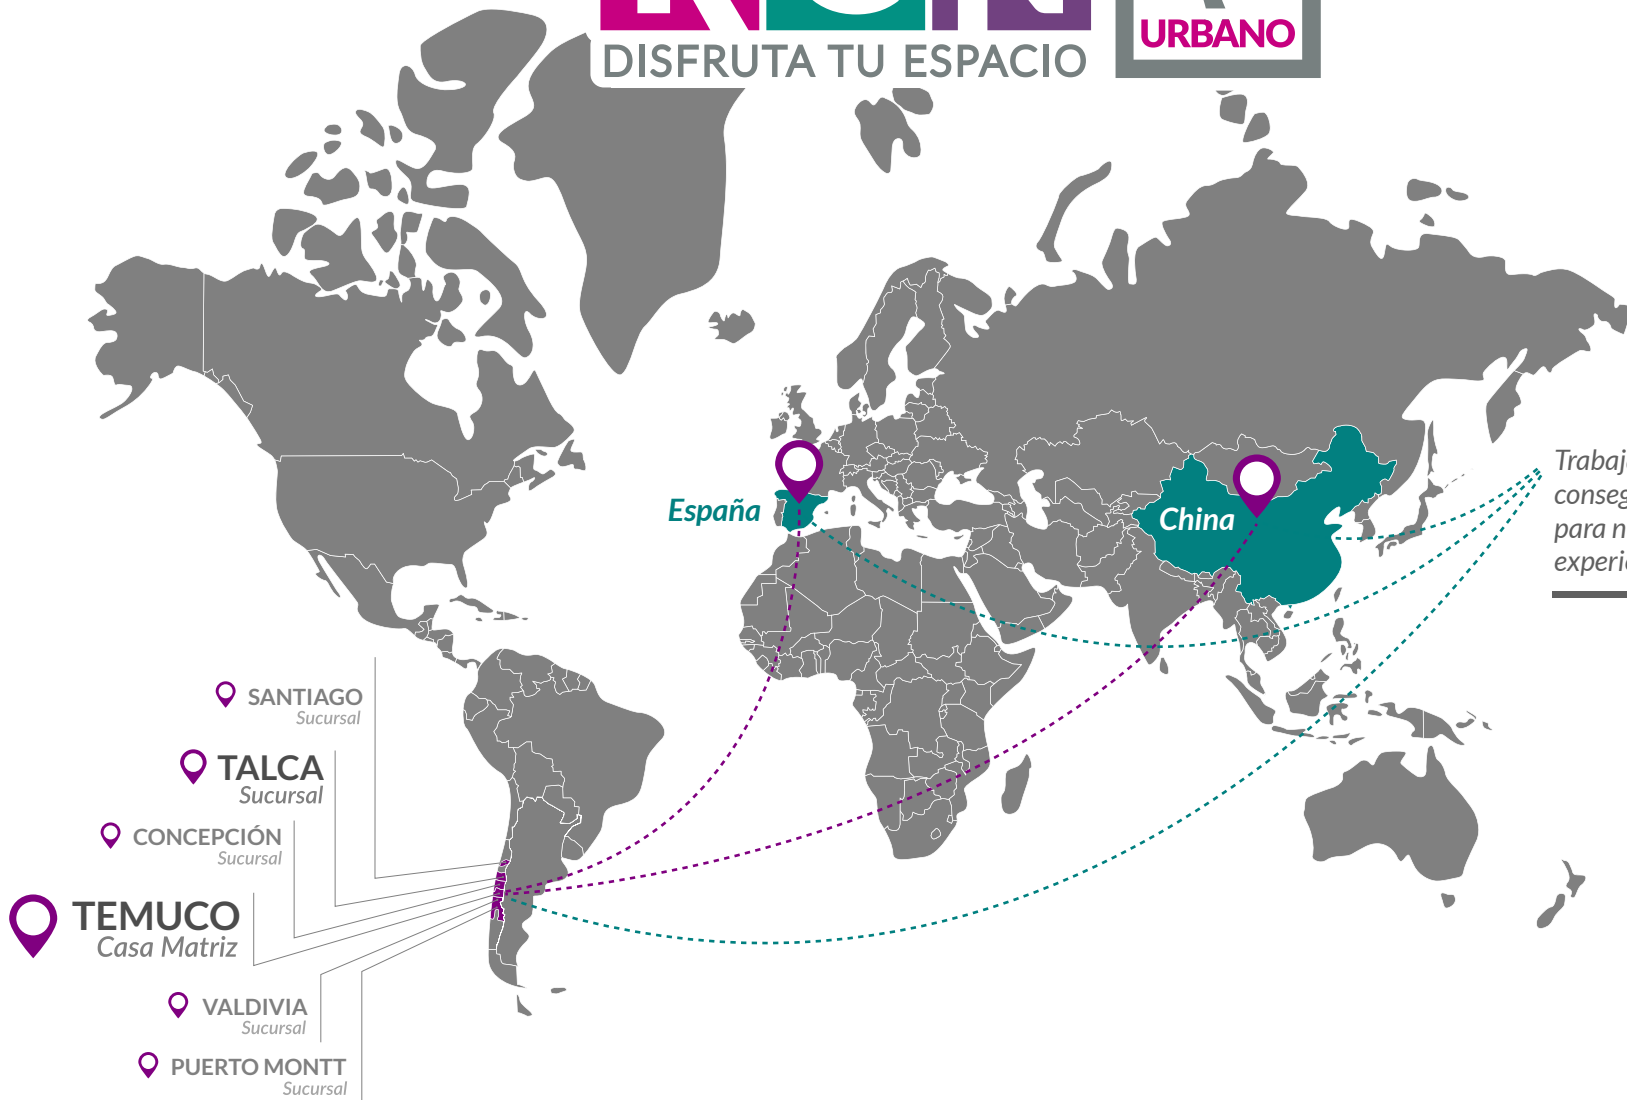 DISFRUTA TU ESPACIO
URBANO
España
China
SANTIAGO
Sucursal
TALCA
Sucursal
CONCEPCIÓN
Sucursal
TEMUCO
Casa Matriz
VALDIVIA
Sucursal
PUERTO MONTT
Sucursal
para